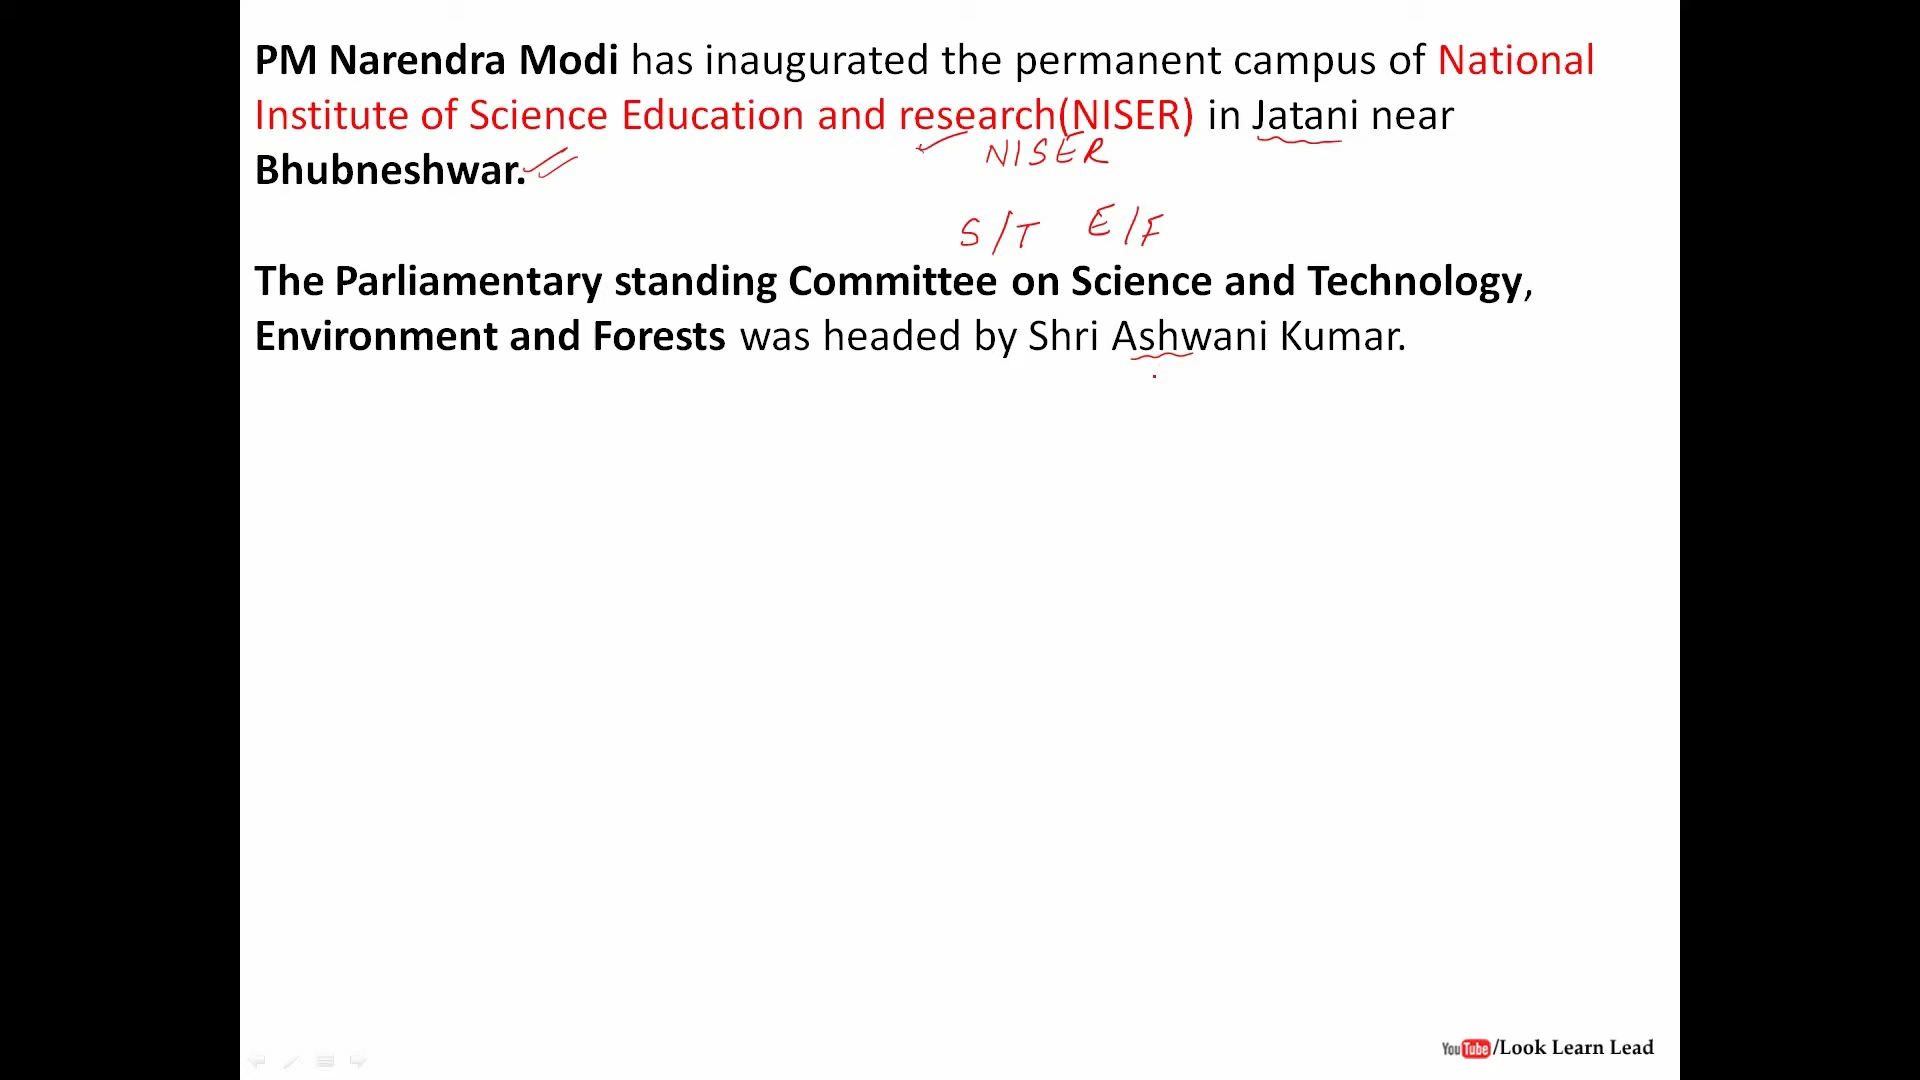 PM Narendra Modi has inaugurated the permanent campus of National
Institute of Science Education and research(NISER) in Jatani near
NISER
Bhubneshwar.
S/T E/F
The Parliamentary standing Committee on Science and Technology,
Environment and Forests was headed by Shri Ashwani Kumar.
YouTube/Look Learn Lead